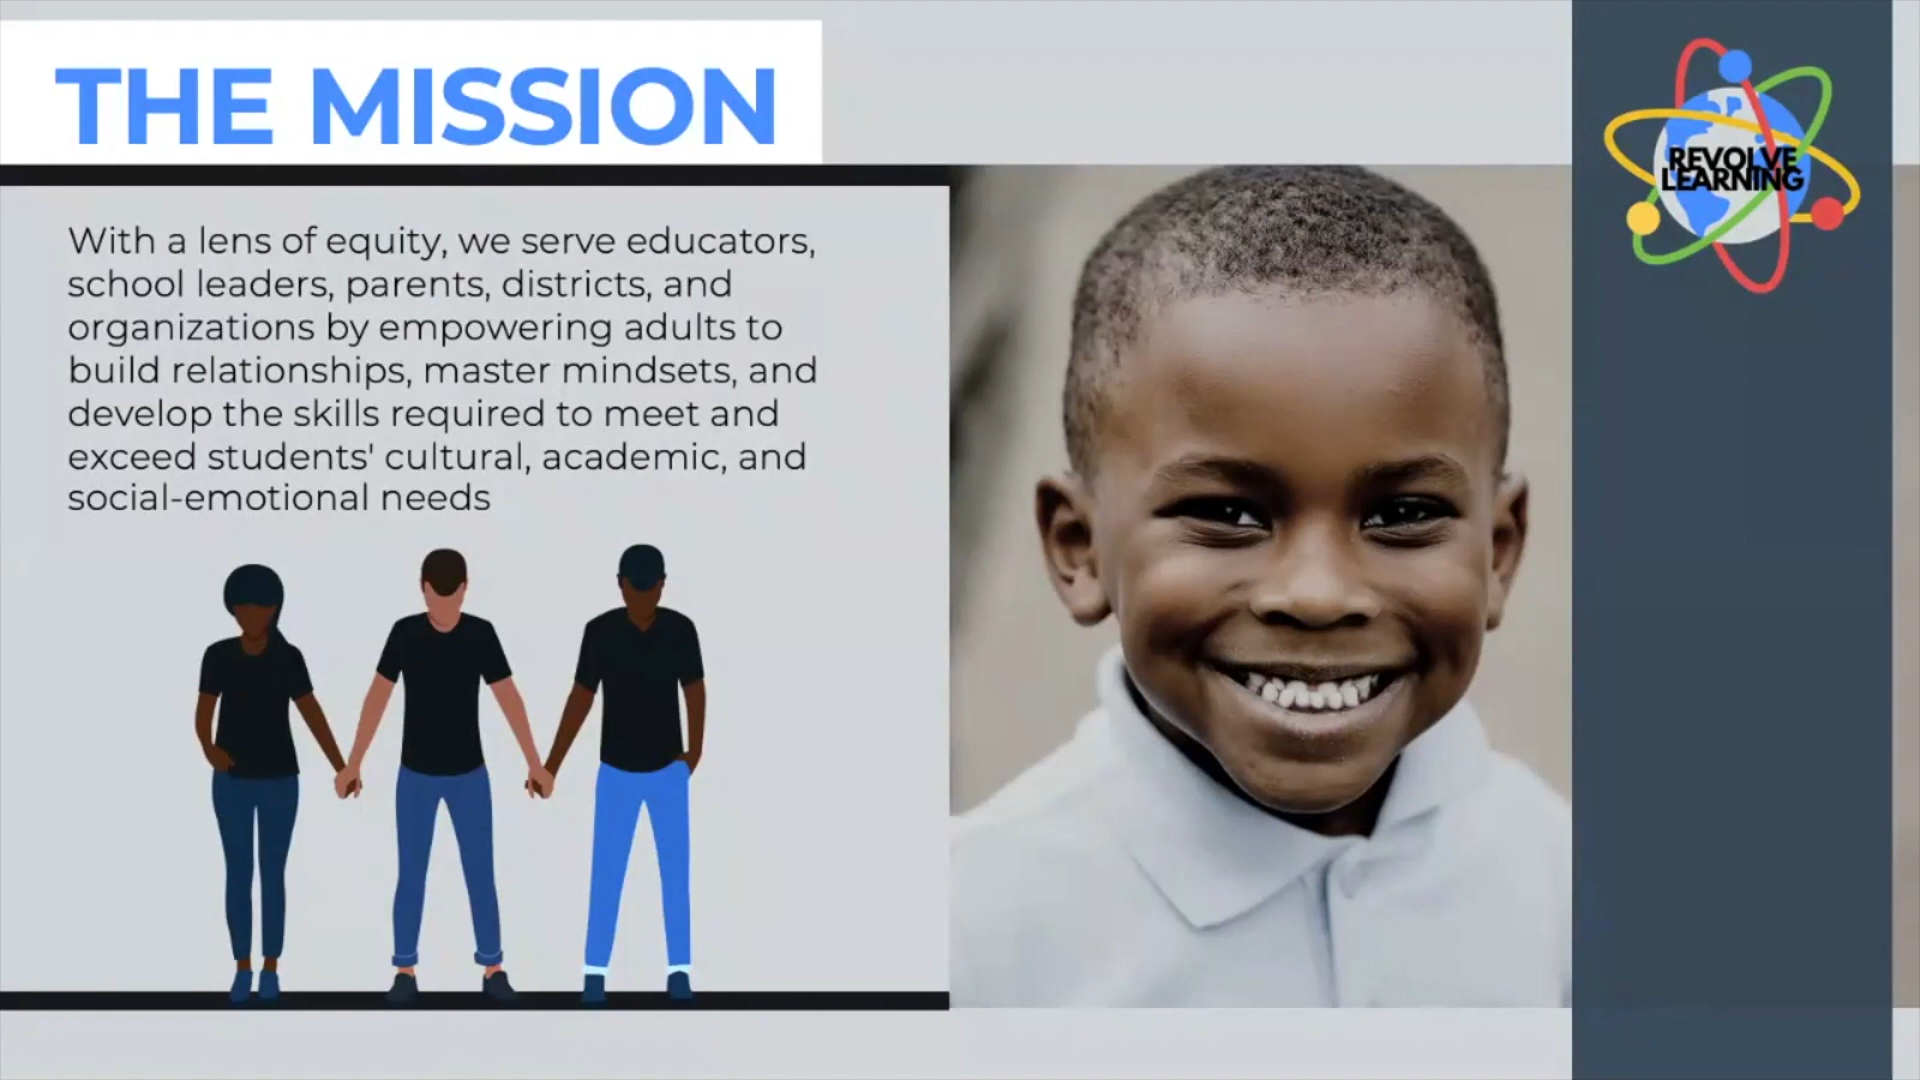 THE MISSION
With a lens of equity, we serve educators,
school leaders, parents, districts, and
organizations by empowering adults to
build relationships, master mindsets, and
develop the skills required to meet and
exceed students' cultural, academic, and
social-emotional needs
REVOLVE
LEARNING